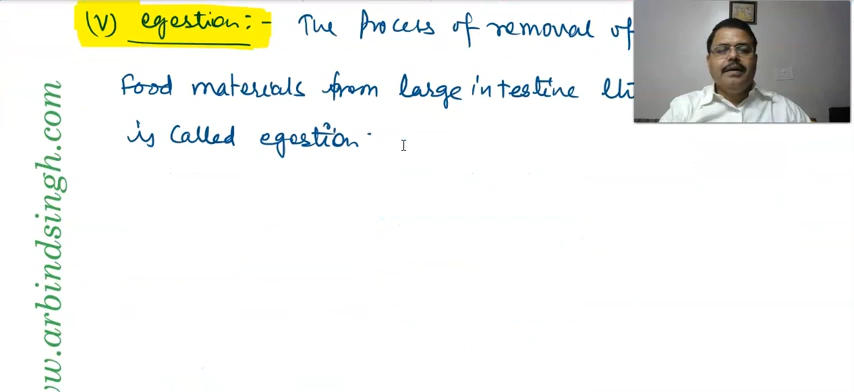 (V) egestion:- The Process of removal of
Food materials from large intestine
is called egestion.
www.arbindsingh.com